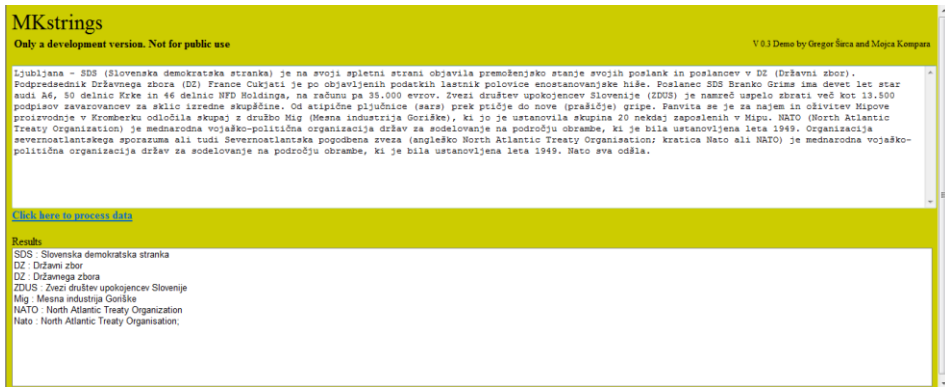 MKstrings
Only a development version. Not for public use
V 0.3 Demo by Gregor Širca and Mojca Kompara
Ljubljana - SDS (Slovenska demokratska stranka) je na svoji spletni strani objavila premoženjsko stanje svojih poslank in poslancev v DZ (Državni zbor).
Podpredsednik Državnega zbora (DZ) France Cukjati je po objavljenih podatkih lastnik polovice enostanovanjske hiše. Poslanec SDS Branko Grims ima devet let star
audi A6, 50 delnic Krke in 46 delnic NFD Holdinga, na računu pa 35.000 evrov. Zvezi društev upokojencev Slovenije (ZDUS) je namreč uspelo zbrati več kot 13.500
podpisov zavarovancev za sklic izredne skupščine. Od atipične pljučnice (sars) prek ptičje do nove (prašičje) gripe. Panvita se je za najem in oživitev Mipove
proizvodnje v Kromberku odločila skupaj z družbo Mig (Mesna industrija Goriške), ki jo je ustanovila skupina 20 nekdaj zaposlenih v Mipu. NATO (North Atlantic
Treaty Organization) je mednarodna vojaško-politična organizacija držav za sodelovanje na področju obrambe, ki je bila ustanovljena leta 1949. Organizacija
severnoatlantskega sporazuma ali tudi Severnoatlantska pogodbena zveza (angleško North Atlantic Treaty Organisation; kratica Nato ali NATO) je mednarodna vojaško-
politična organizacija držav za sodelovanje na področju obrambe, ki je bila ustanovljena leta 1949. Nato sva odšla.
Click here to process data
Results
SDS : Slovenska demokratska stranka
DZ : Državni zbor
DZ : Državnega zbora
ZDUS : Zvezi društev upokojencev Slovenije
Mig : Mesna industrija Goriške
NATO : North Atlantic Treaty Organization
Nato : North Atlantic Treaty Organisation;